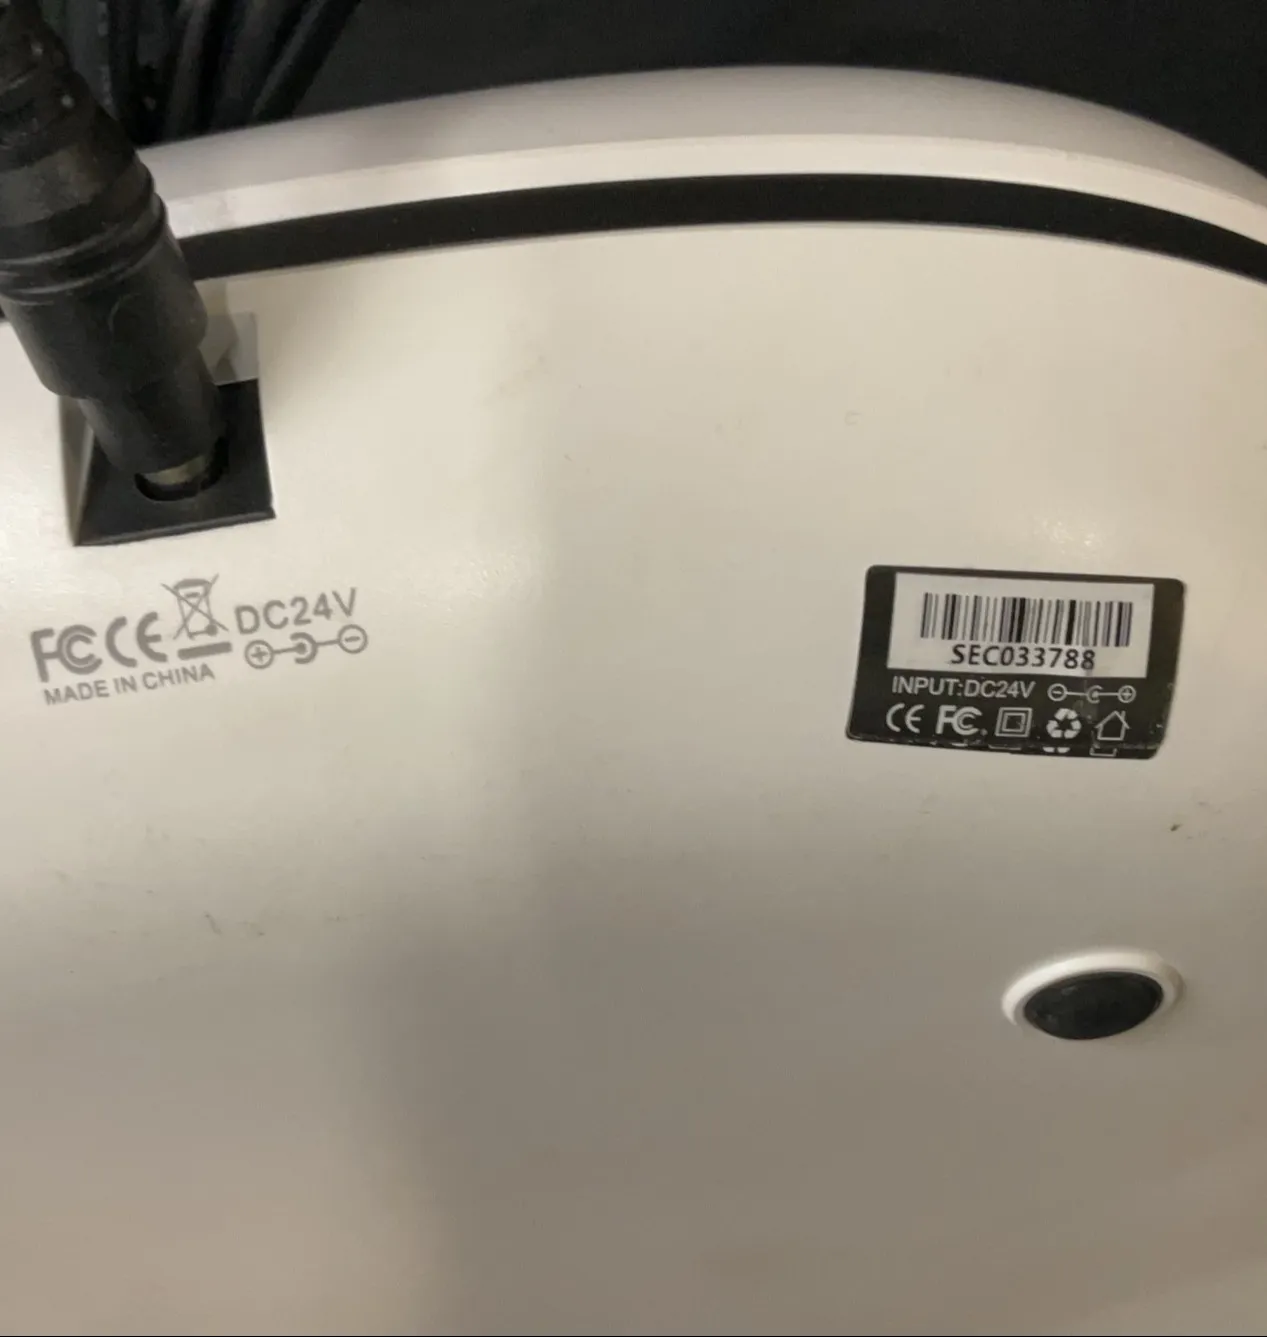 FC CE DC24V
MADE IN CHINA
SEC033788
INPUT:DC24V
CE FC